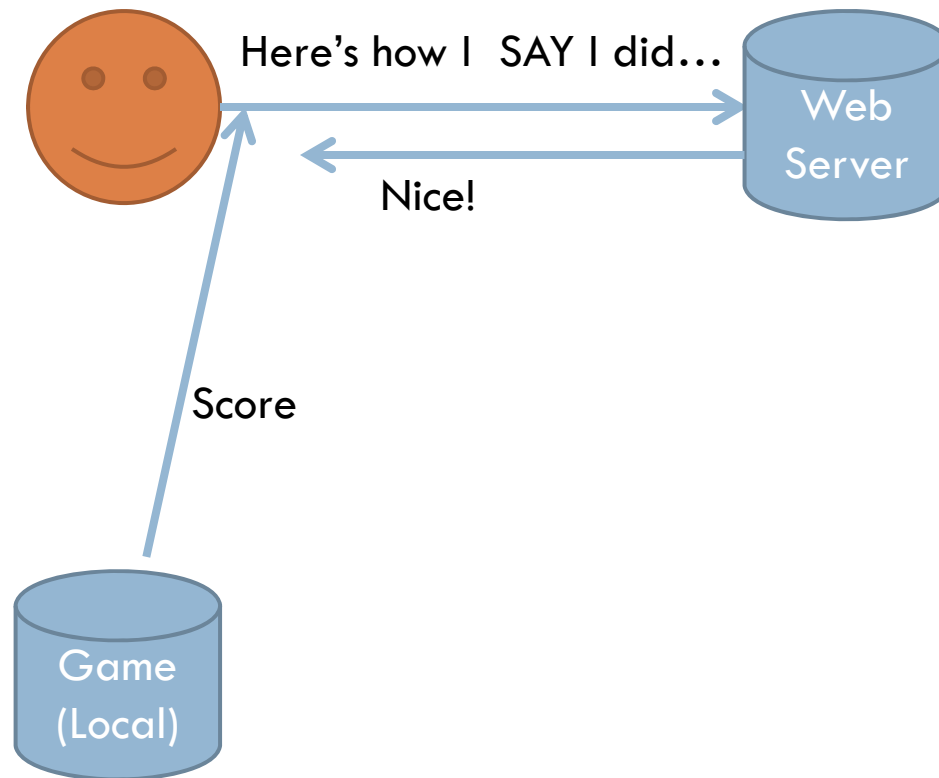 Here’s how I  SAY I did…
Web
Server
Nice!
Score
Game
(Local)